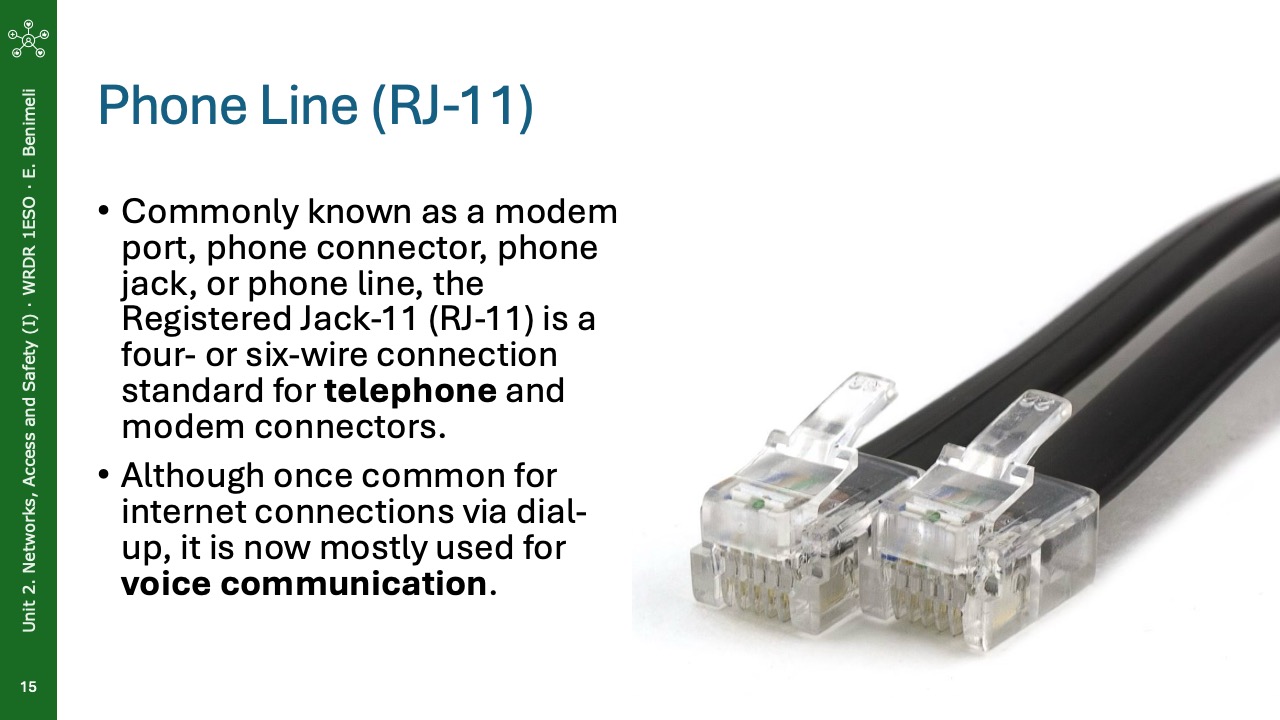 Unit 2. Networks, Access and Safety (I) · WRDR 1ESO · E. Benimeli
15
Phone Line (RJ-11)
• Commonly known as a modem
port, phone connector, phone
jack, or phone line, the
Registered Jack-11 (RJ-11) is a
four- or six-wire connection
standard for telephone and
modem connectors.
• Although once common for
internet connections via dial-
up, it is now mostly used for
voice communication.